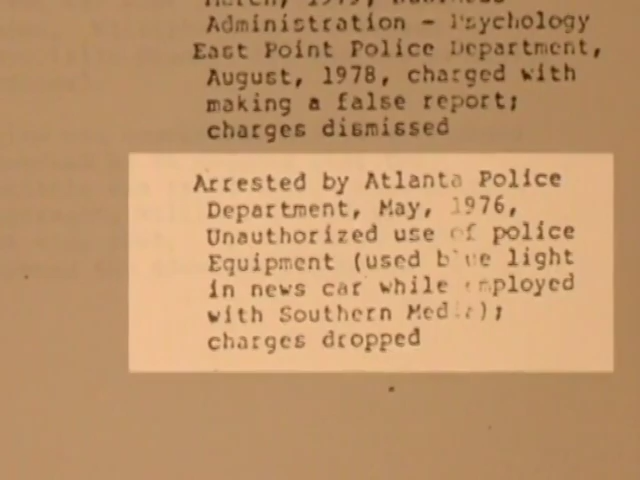 Administration - Psychology
East Point Police Department,
August, 1978, charged with
making a false report;
charges dismissed
Arrested by Atlanta Police
Department, May, 1976,
Unauthorized use of police
Equipment (used blue light
in news car while employed
with Southern Media);
charges dropped